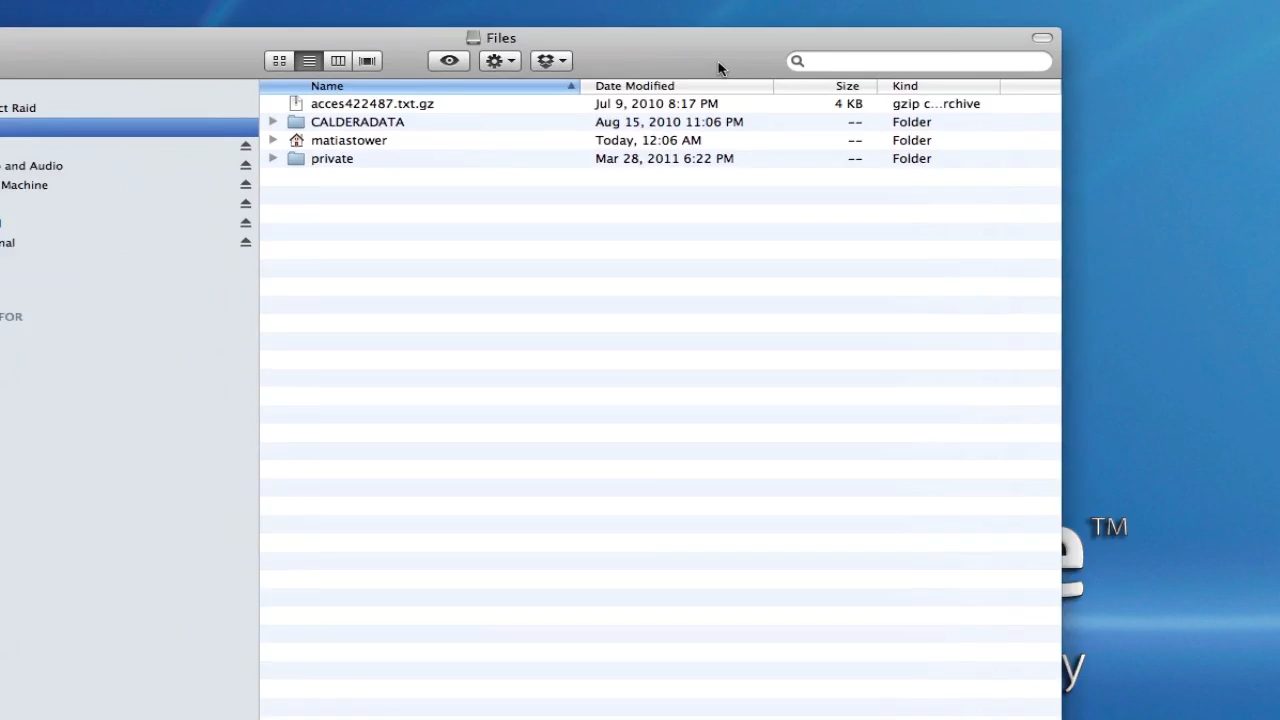 Files
Name Date Modified Size Kind
ct Raid
acces422487.txt.gz Jul 9, 2010 8:17 PM 4 KB gzip c...rchive
CALDERADATA Aug 15, 2010 11:06 PM -- Folder
matiastower Today, 12:06 AM -- Folder
private Mar 28, 2011 6:22 PM -- Folder
and Audio
Machine
nal
FOR
e™
y